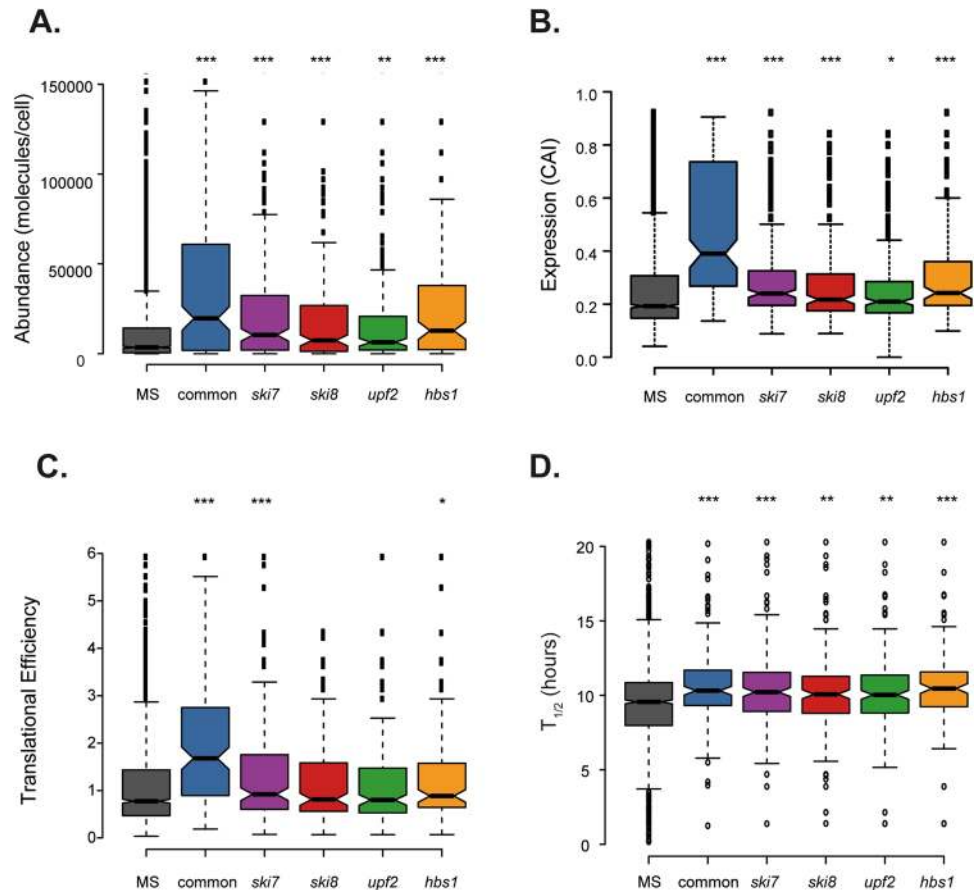 A.
*** *** *** ** ***
Abundance (molecules/cell)
150000
100000
50000
0
MS common ski7 ski8 upf2 hbs1
B.
*** *** *** * ***
Expression (CAI)
1.0
0.8
0.6
0.4
0.2
0.0
MS common ski7 ski8 upf2 hbs1
C.
*** *** *
Translational Efficiency
6
5
4
3
2
1
0
MS common ski7 ski8 upf2 hbs1
D.
*** *** ** ** ***
T1/2 (hours)
20
15
10
5
0
MS common ski7 ski8 upf2 hbs1